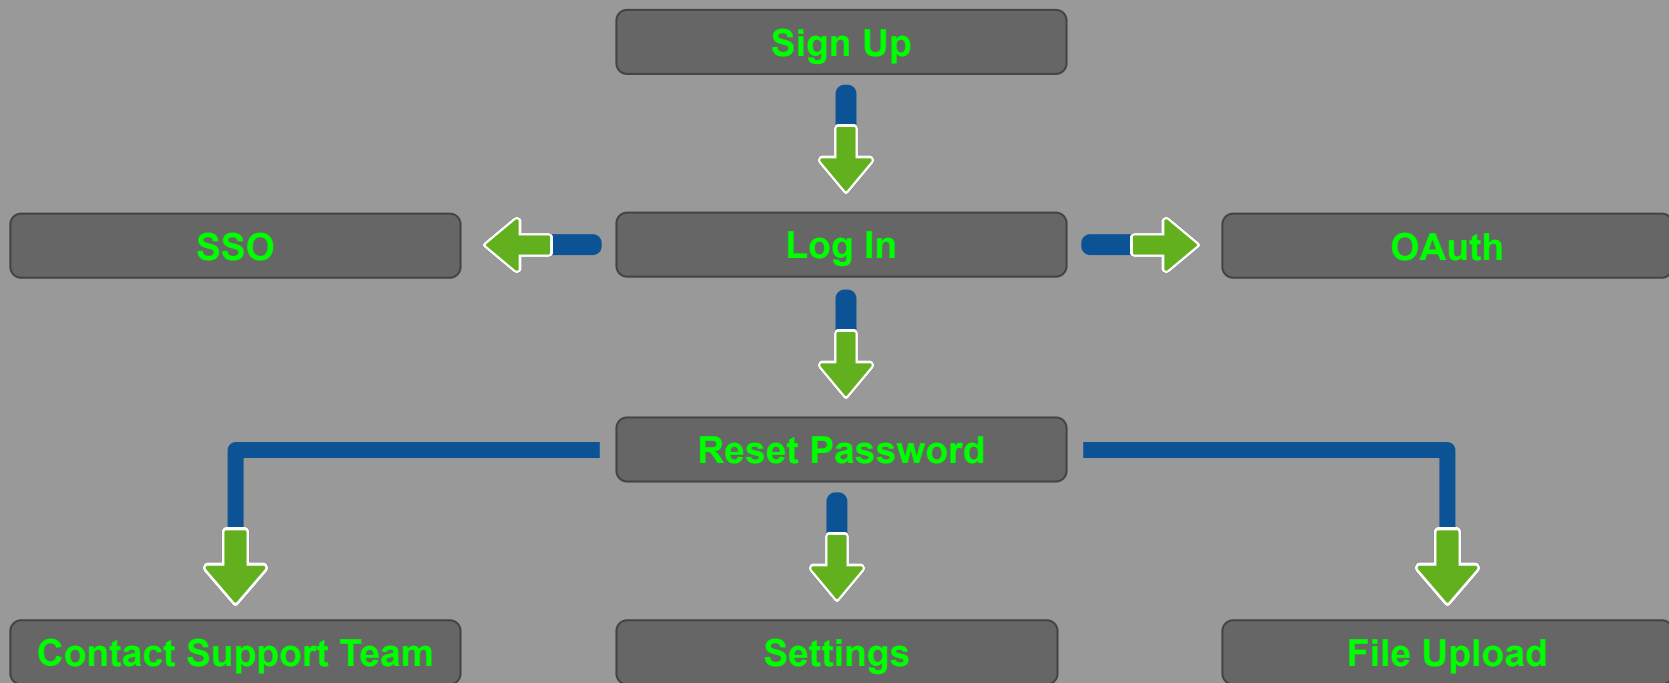 Sign Up
SSO
Log In
OAuth
Reset Password
Contact Support Team
Settings
File Upload